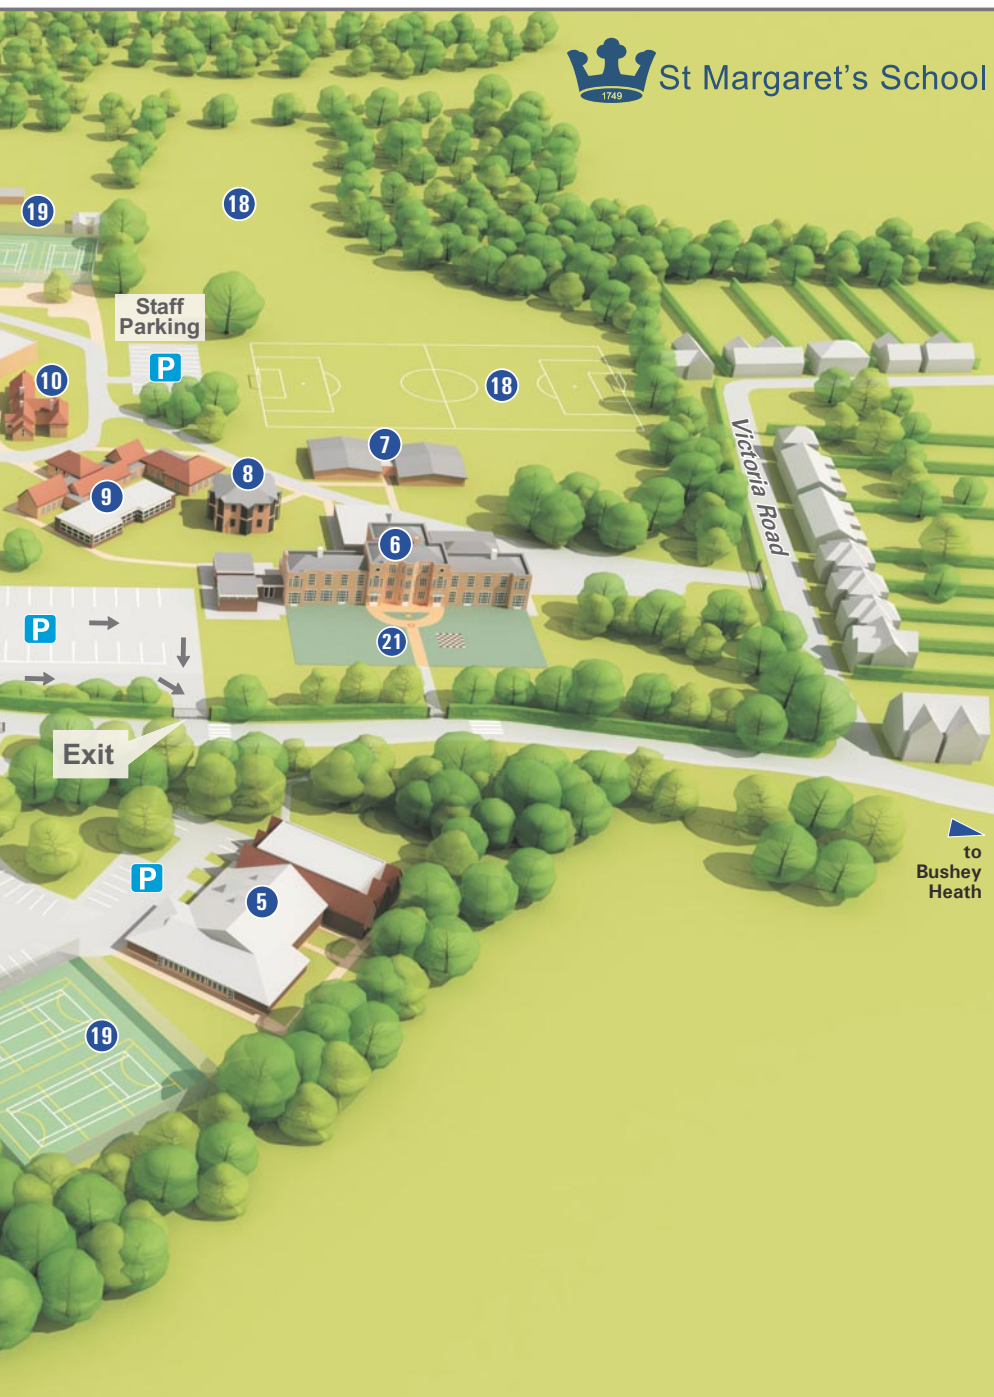 St Margaret's School
1749
19
18
Staff
Parking
P
10
18
7
8
9
Victoria Road
6
P
21
Exit
to
Bushey
Heath
P
5
19